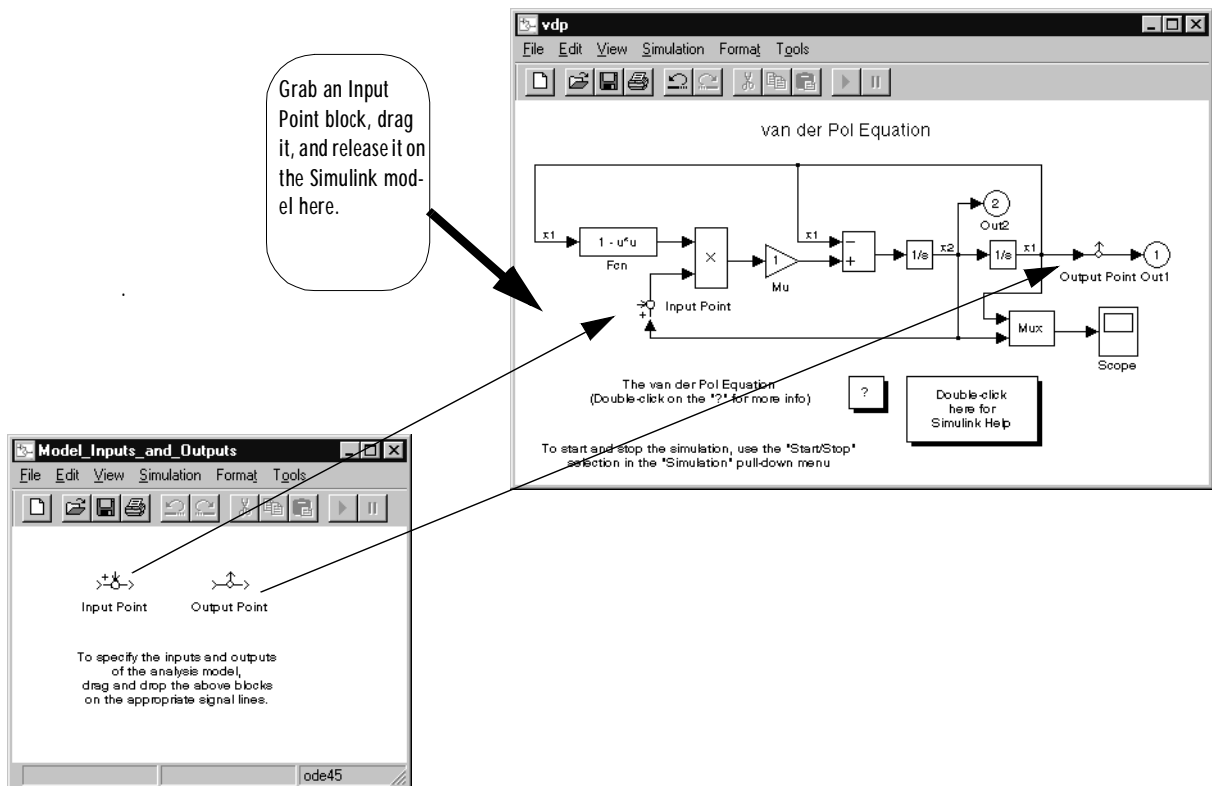 vdp
File Edit View Simulation Format Tools
Grab an Input
Point block, drag
it, and release it on
the Simulink mod-
el here.
van der Pol Equation
2
Out2
x1
1 - u*u
Fcn
×
1
Mu
x1
−
+
1/s
x2
1/s
x1
1
Output Point Out1
+
Input Point
Mux
Scope
The van der Pol Equation
(Double-click on the "?" for more info)
?
Double-click
here for
Simulink Help
To start and stop the simulation, use the "Start/Stop"
selection in the "Simulation" pull-down menu
Model_Inputs_and_Outputs
File Edit View Simulation Format Tools
+
Input Point
Output Point
To specify the inputs and outputs
of the analysis model,
drag and drop the above blocks
on the appropriate signal lines.
ode45